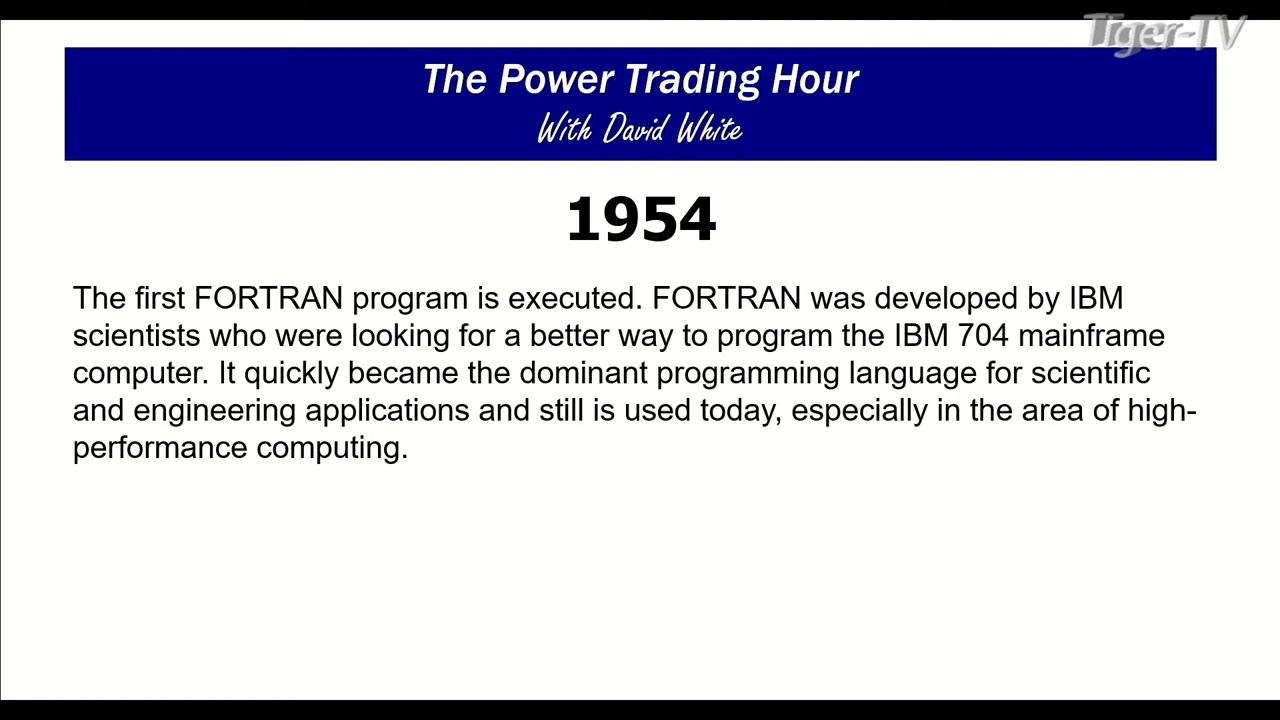 Tiger-TV
The Power Trading Hour
With David White
1954
The first FORTRAN program is executed. FORTRAN was developed by IBM
scientists who were looking for a better way to program the IBM 704 mainframe
computer. It quickly became the dominant programming language for scientific
and engineering applications and still is used today, especially in the area of high-
performance computing.